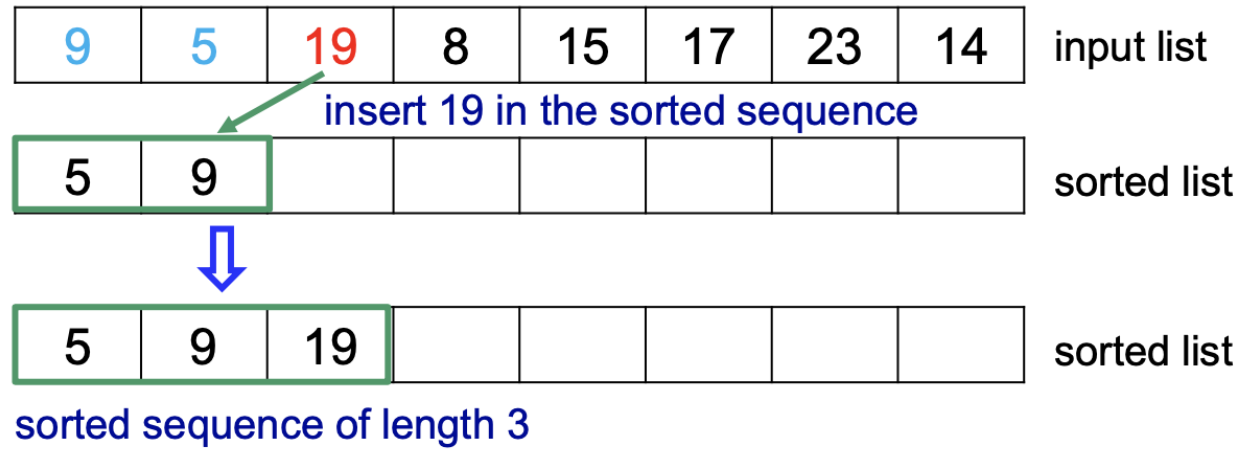 9 5 19 8 15 17 23 14 input list
insert 19 in the sorted sequence
5 9 sorted list
5 9 19 sorted list
sorted sequence of length 3